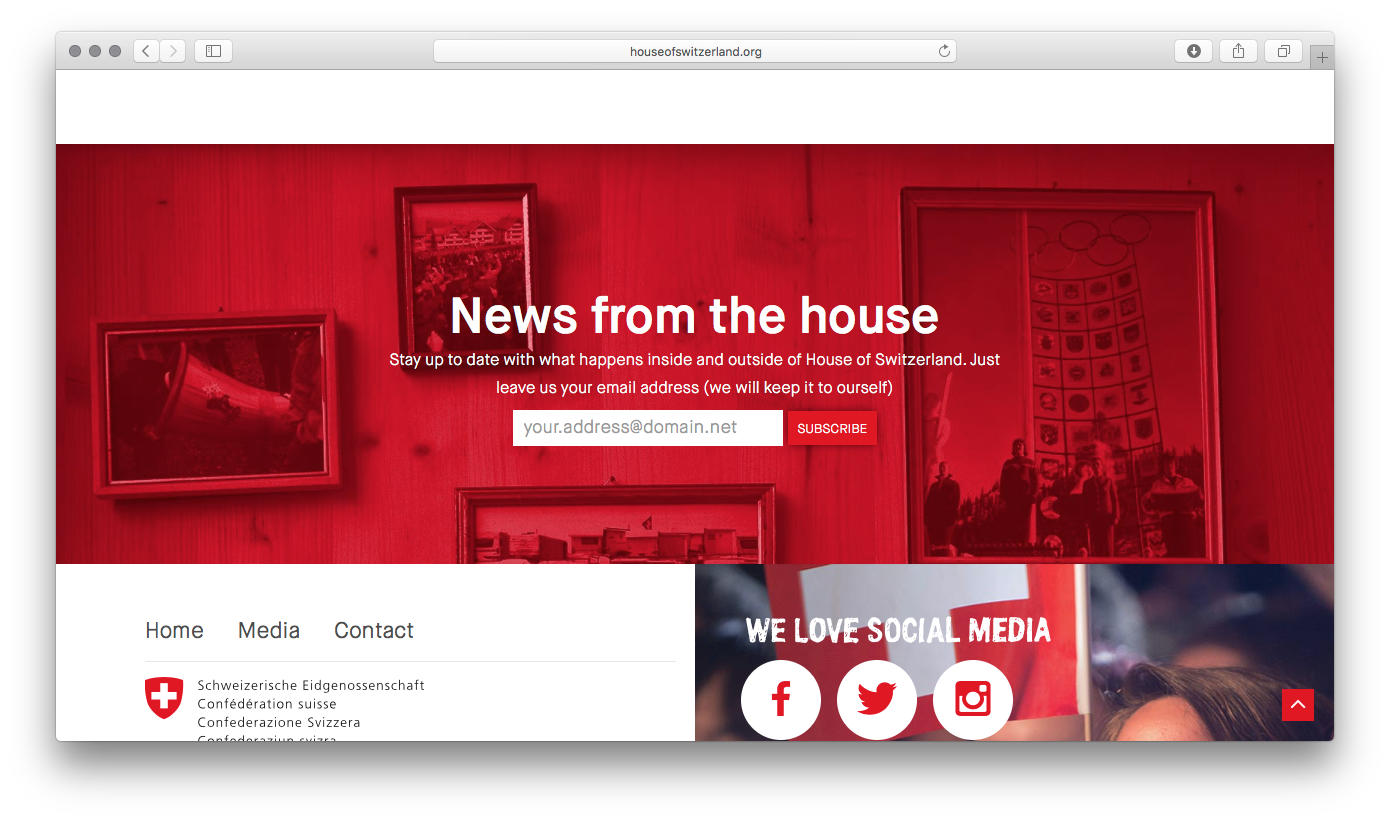 houseofswitzerland.org
News from the house
Stay up to date with what happens inside and outside of House of Switzerland. Just
leave us your email address (we will keep it to ourself)
your.address@domain.net
SUBSCRIBE
Home Media Contact
Schweizerische Eidgenossenschaft
Confédération suisse
Confederazione Svizzera
Confederaziun svizra
WE LOVE SOCIAL MEDIA